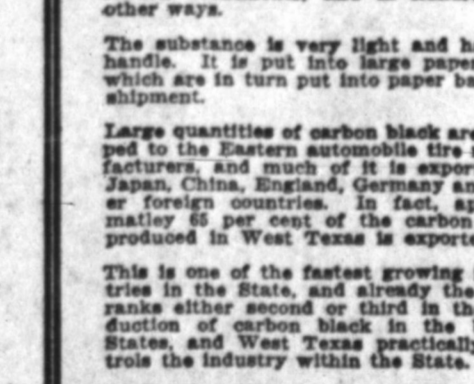 other ways.
The substance is very light and h
handle. It is put into large pape
which are in turn put into paper ba
shipment.
Large quantities of carbon black are
ped to the Eastern automobile tire
facturers, and much of it is expor
Japan, China, England, Germany an
er foreign countries. In fact, ap
matley 65 per cent of the carbon
produced in West Texas is exporte
This is one of the fastest growing
tries in the State, and already the
ranks either second or third in th
duction of carbon black in the
States, and West Texas practically
trols the industry within the State.